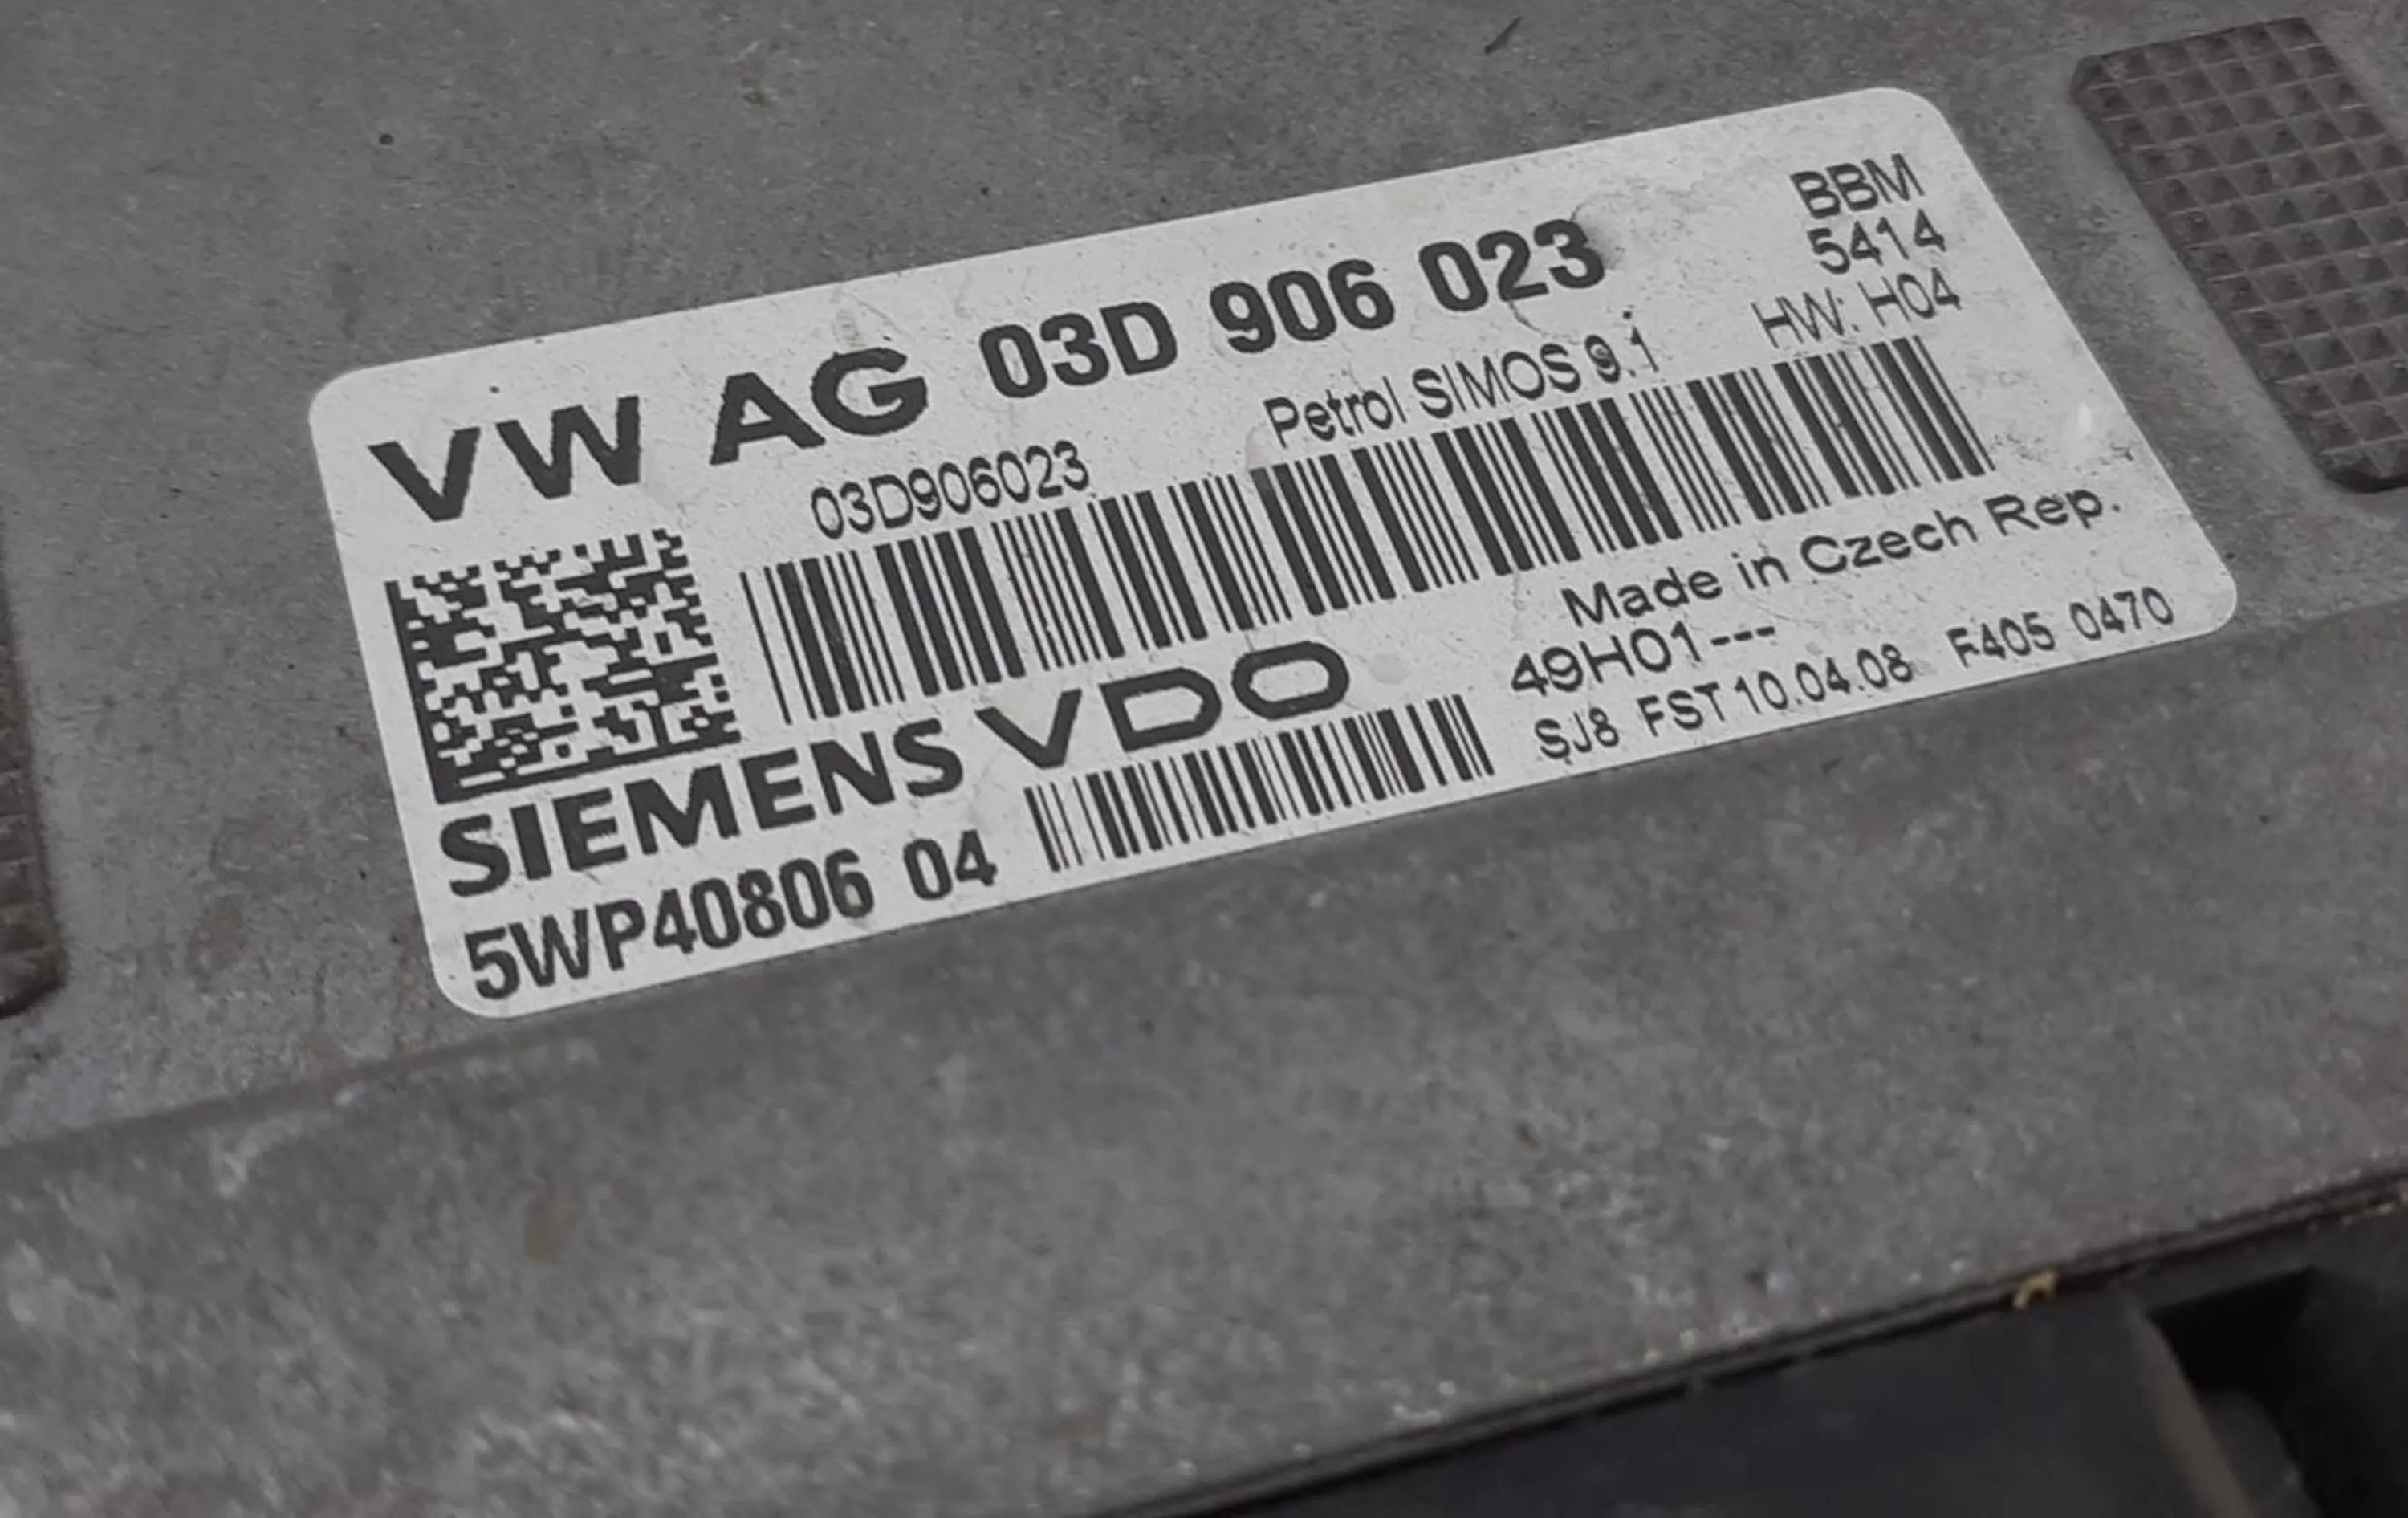 VW AG 03D 906 023
BBM
5414
03D906023
Petrol SIMOS 9.1
HW: H04
Made in Czech Rep.
SIEMENS VDO
49H01---
5WP40806 04
SJ8 FST 10.04.08 F405 0470